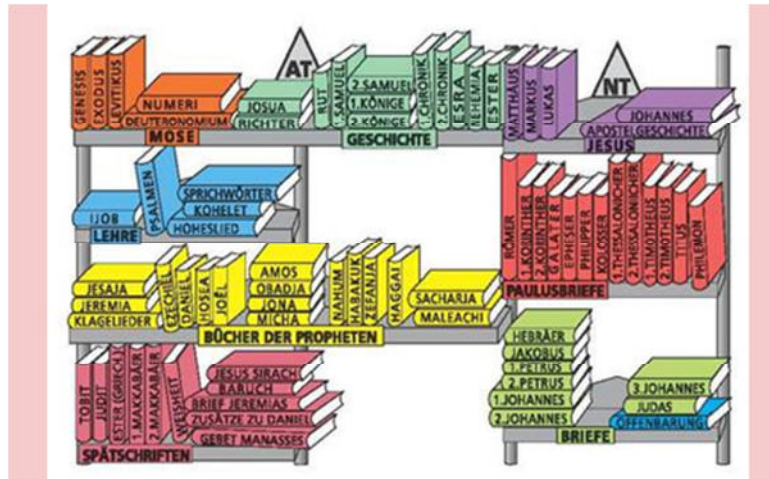 AT
NT
GENESIS
EXODUS
LEVITIKUS
NUMERI
DEUTERONOMIUM
MOSE
JOSUA
RICHTER
RUT
1.SAMUEL
2.SAMUEL
1.KÖNIGE
2.KÖNIGE
1.CHRONIK
2.CHRONIK
ESRA
NEHEMIA
ESTER
GESCHICHTE
MATTHÄUS
MARKUS
LUKAS
JOHANNES
APOSTELGESCHICHTE
JESUS
IJOB
PSALMEN
SPRICHWÖRTER
KOHELET
HOHESLIED
LEHRE
RÖMER
1.KORINTHER
2.KORINTHER
GALATER
EPHESER
PHILIPPER
KOLOSSER
1.THESSALONICHER
2.THESSALONICHER
1.TIMOTHEUS
2.TIMOTHEUS
TITUS
PHILEMON
PAULUSBRIEFE
JESAJA
JEREMIA
KLAGELIEDER
EZECHIEL
DANIEL
HOSEA
JOËL
AMOS
OBADJA
JONA
MICHA
NAHUM
HABAKUK
ZEFANJA
HAGGAI
SACHARJA
MALEACHI
BÜCHER DER PROPHETEN
TOBIT
JUDIT
ESTER (GRIECH.)
1.MAKKABÄER
2.MAKKABÄER
WEISHEIT
JESUS SIRACH
BARUCH
BRIEF JEREMIAS
ZUSÄTZE ZU DANIEL
GEBET MANASSES
SPÄTSCHRIFTEN
HEBRÄER
JAKOBUS
1.PETRUS
2.PETRUS
1.JOHANNES
2.JOHANNES
3.JOHANNES
JUDAS
OFFENBARUNG
BRIEFE